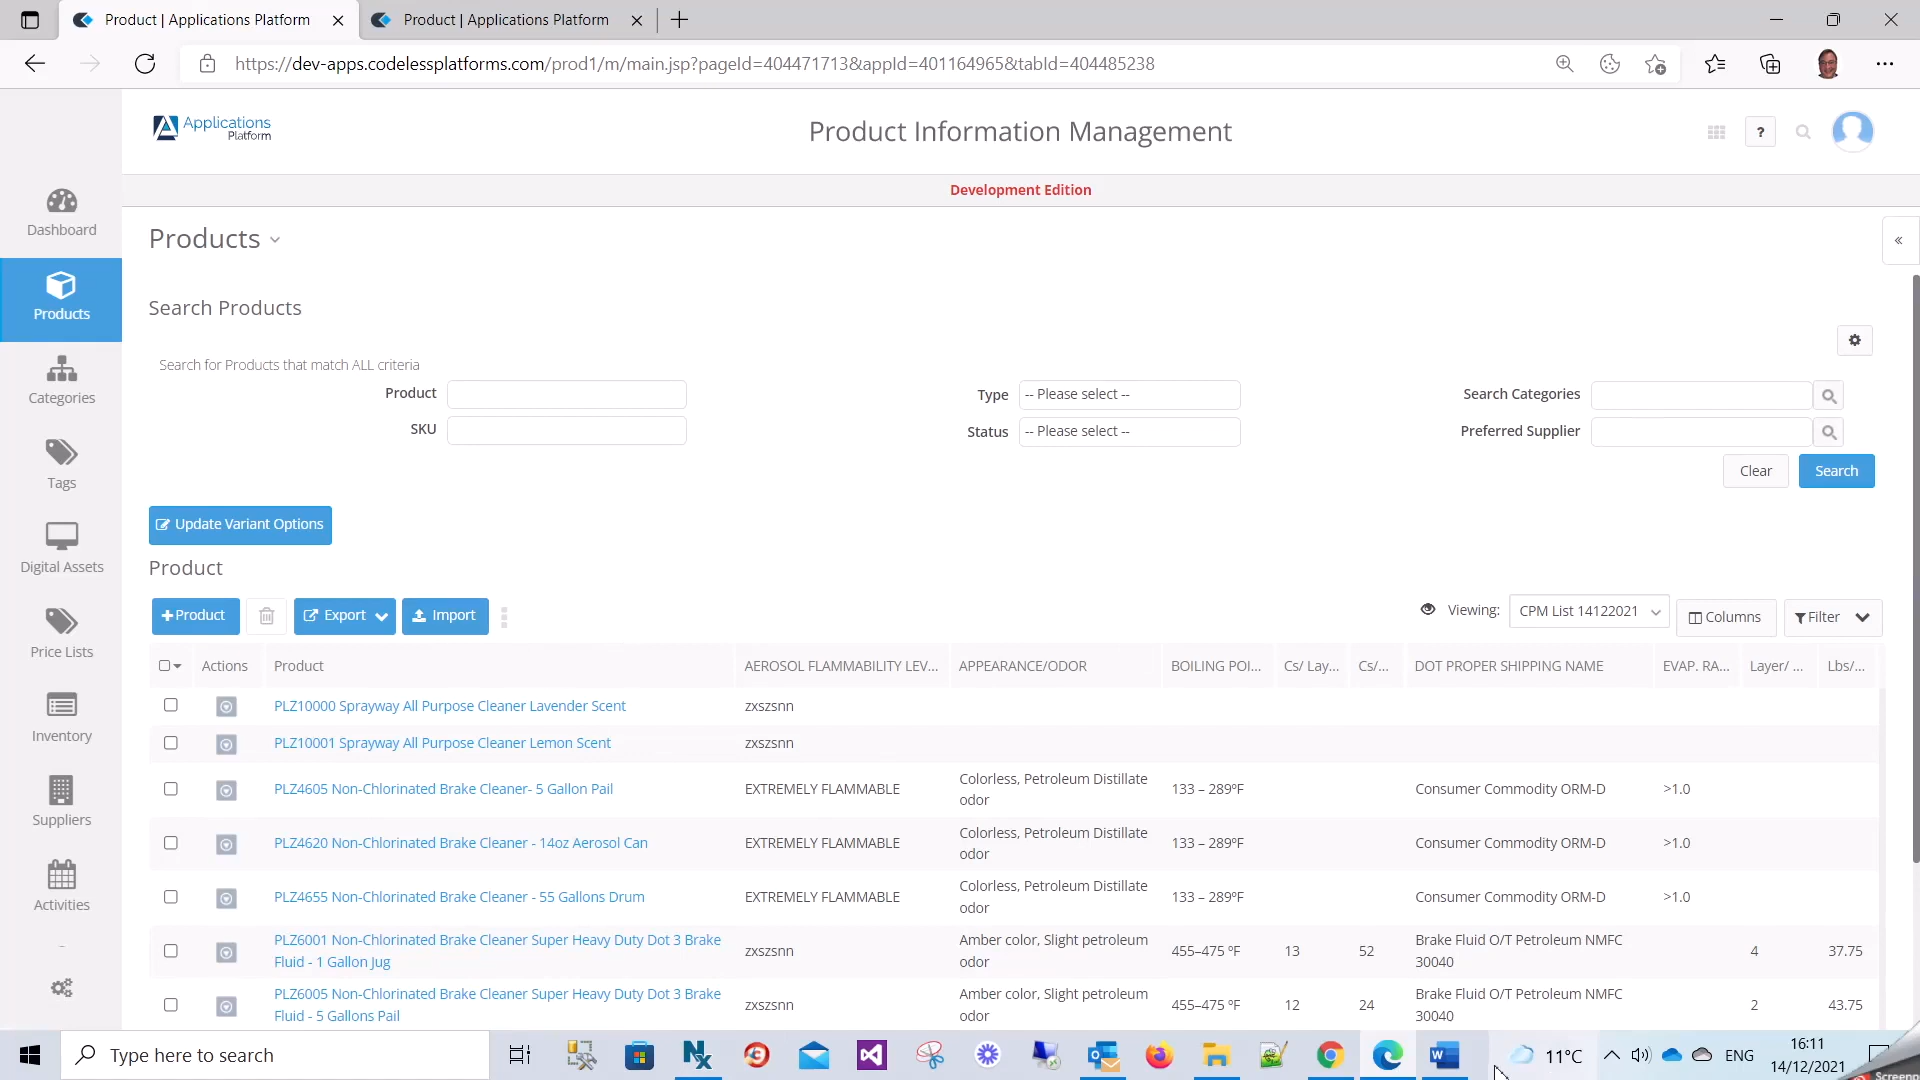 Product | Applications Platform
Product | Applications Platform
https://dev-apps.codelessplatforms.com/prod1/m/main.jsp?pageId=404471713&appId=401164965&tabId=404485238
Applications
Platform
Product Information Management
?
Development Edition
Dashboard
Products
Categories
Tags
Digital Assets
Price Lists
Inventory
Suppliers
Activities
Products
Search Products
Search for Products that match ALL criteria
Product
Type -- Please select --
Search Categories
SKU
Status -- Please select --
Preferred Supplier
Clear Search
Update Variant Options
Product
+Product Export Import
Viewing: CPM List 14122021 Columns Filter
Actions Product AEROSOL FLAMMABILITY LEV... APPEARANCE/ODOR BOILING POI... Cs/ Lay... Cs/... DOT PROPER SHIPPING NAME EVAP. RA... Layer/ ... Lbs/...
PLZ10000 Sprayway All Purpose Cleaner Lavender Scent zxszsnn
PLZ10001 Sprayway All Purpose Cleaner Lemon Scent zxszsnn
PLZ4605 Non-Chlorinated Brake Cleaner- 5 Gallon Pail EXTREMELY FLAMMABLE Colorless, Petroleum Distillate
odor 133 – 289ºF Consumer Commodity ORM-D >1.0
PLZ4620 Non-Chlorinated Brake Cleaner - 14oz Aerosol Can EXTREMELY FLAMMABLE Colorless, Petroleum Distillate
odor 133 – 289ºF Consumer Commodity ORM-D >1.0
PLZ4655 Non-Chlorinated Brake Cleaner - 55 Gallons Drum EXTREMELY FLAMMABLE Colorless, Petroleum Distillate
odor 133 – 289ºF Consumer Commodity ORM-D >1.0
PLZ6001 Non-Chlorinated Brake Cleaner Super Heavy Duty Dot 3 Brake
Fluid - 1 Gallon Jug zxszsnn Amber color, Slight petroleum
odor 455–475 ºF 13 52 Brake Fluid O/T Petroleum NMFC
30040 4 37.75
PLZ6005 Non-Chlorinated Brake Cleaner Super Heavy Duty Dot 3 Brake
Fluid - 5 Gallons Pail zxszsnn Amber color, Slight petroleum
odor 455–475 ºF 12 24 Brake Fluid O/T Petroleum NMFC
30040 2 43.75
Type here to search
11°C
ENG
16:11
14/12/2021